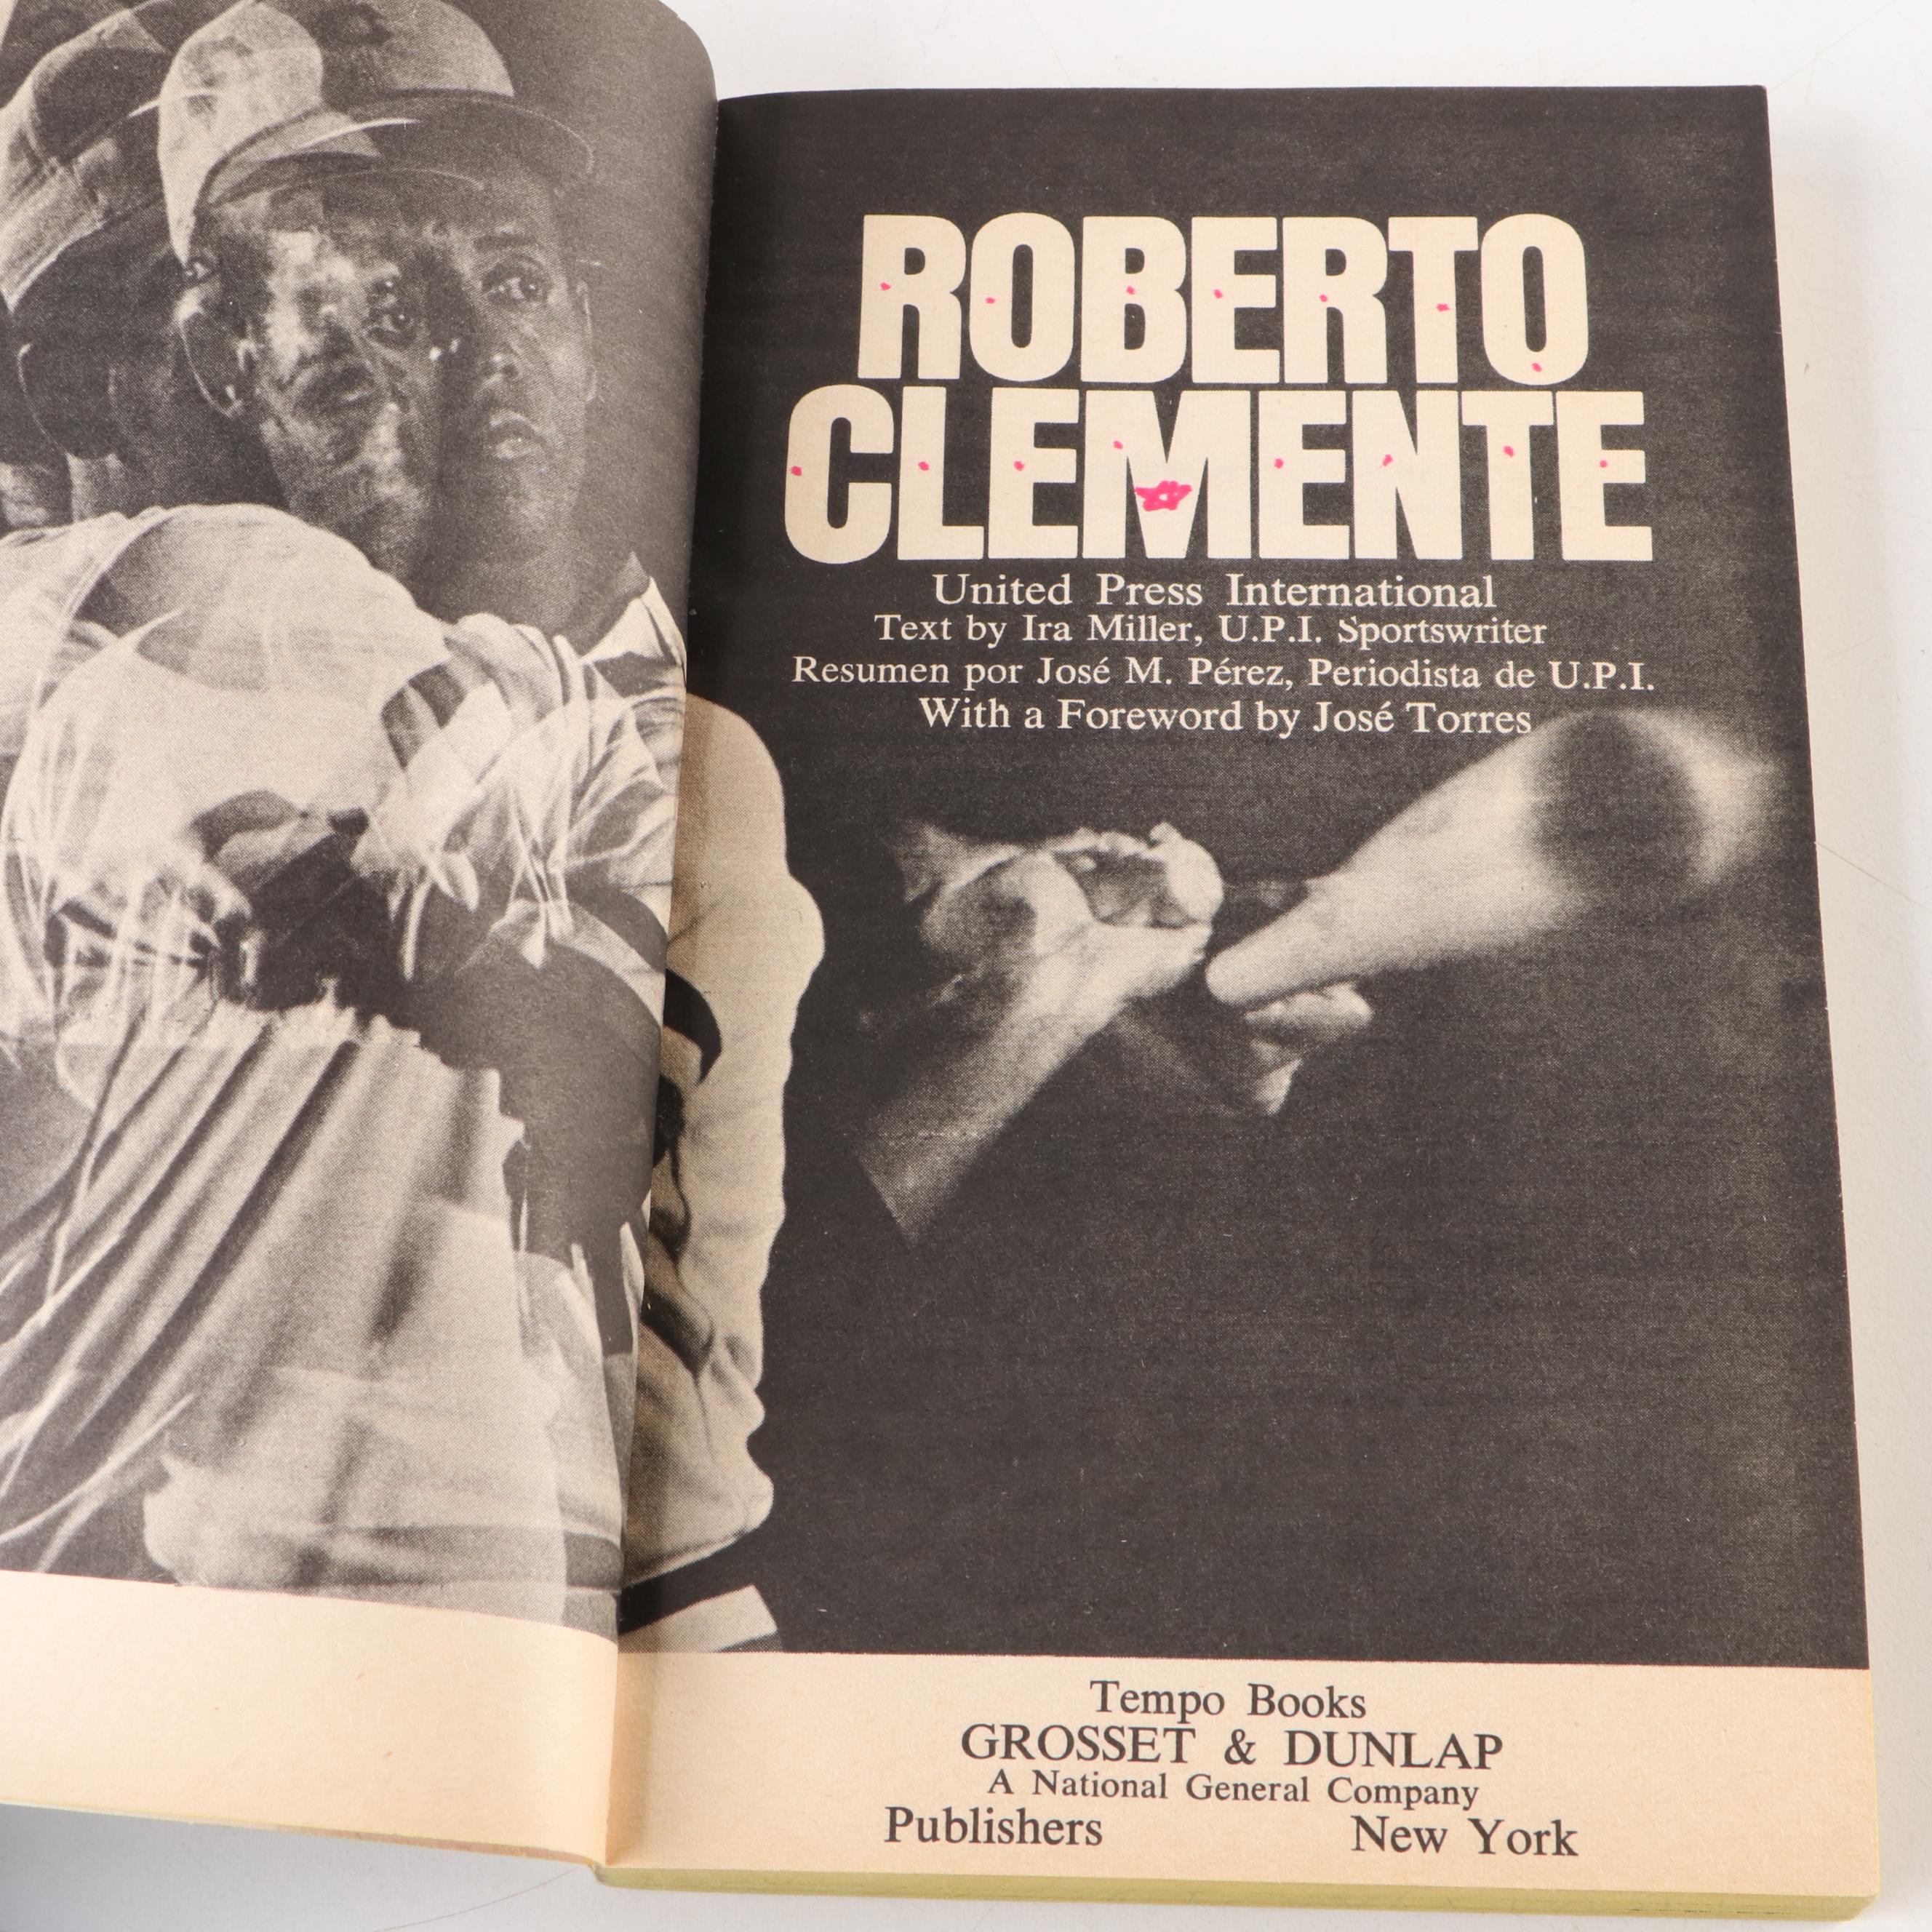 ROBERTO
CLEMENTE
United Press International
Text by Ira Miller, U.P.I. Sportswriter
Resumen por José M. Pérez, Periodista de U.P.I.
With a Foreword by José Torres
Tempo Books
GROSSET & DUNLAP
A National General Company
Publishers New York